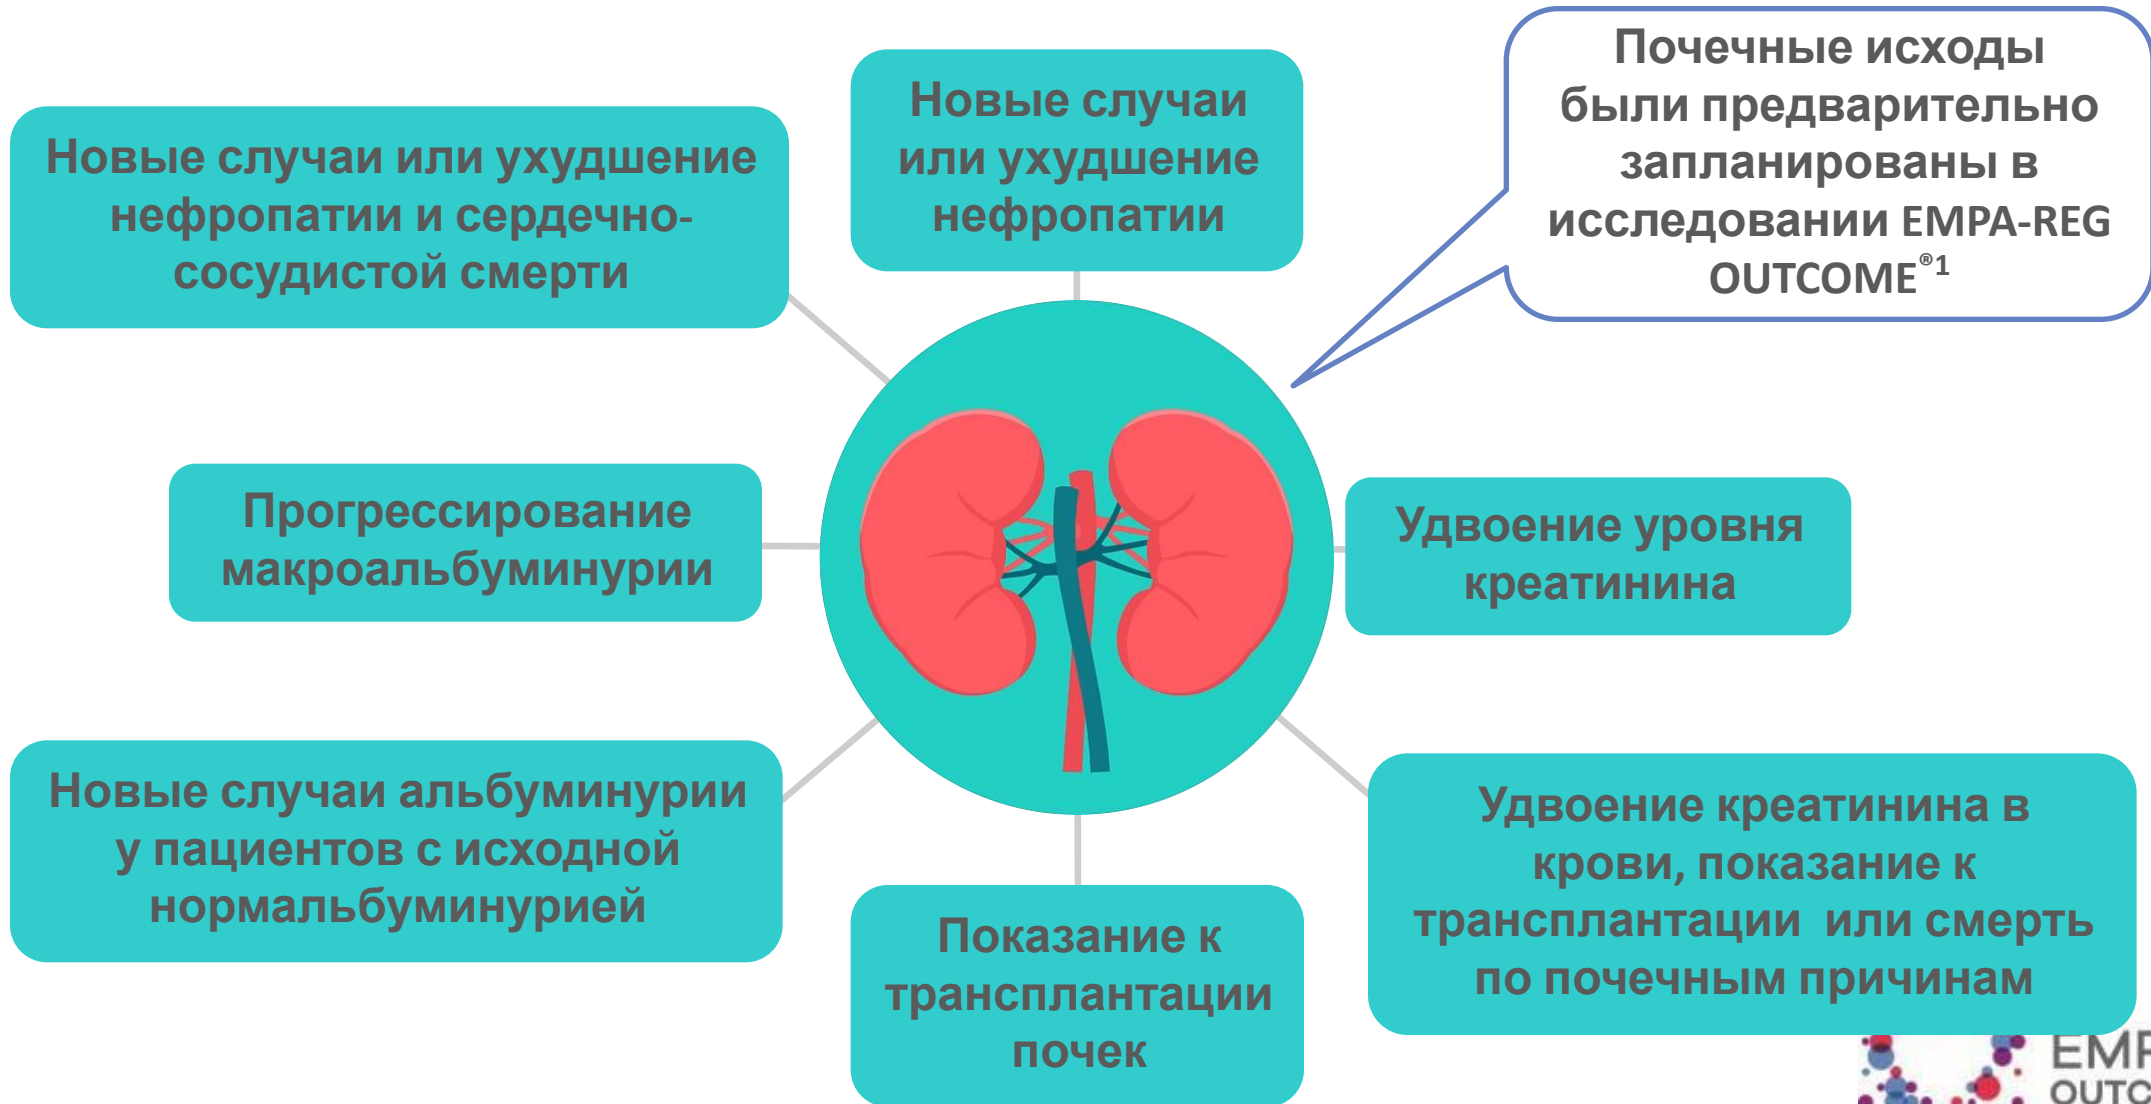 Новые случаи или ухудшение
нефропатии и сердечно-
сосудистой смерти
Новые случаи
или ухудшение
нефропатии
Почечные исходы
были предварительно
запланированы в
исследовании EMPA-REG
OUTCOME®1
Прогрессирование
макроальбуминурии
Удвоение уровня
креатинина
Новые случаи альбуминурии
у пациентов с исходной
нормальбуминурией
Показание к
трансплантации
почек
Удвоение креатинина в
крови, показание к
трансплантации или смерть
по почечным причинам